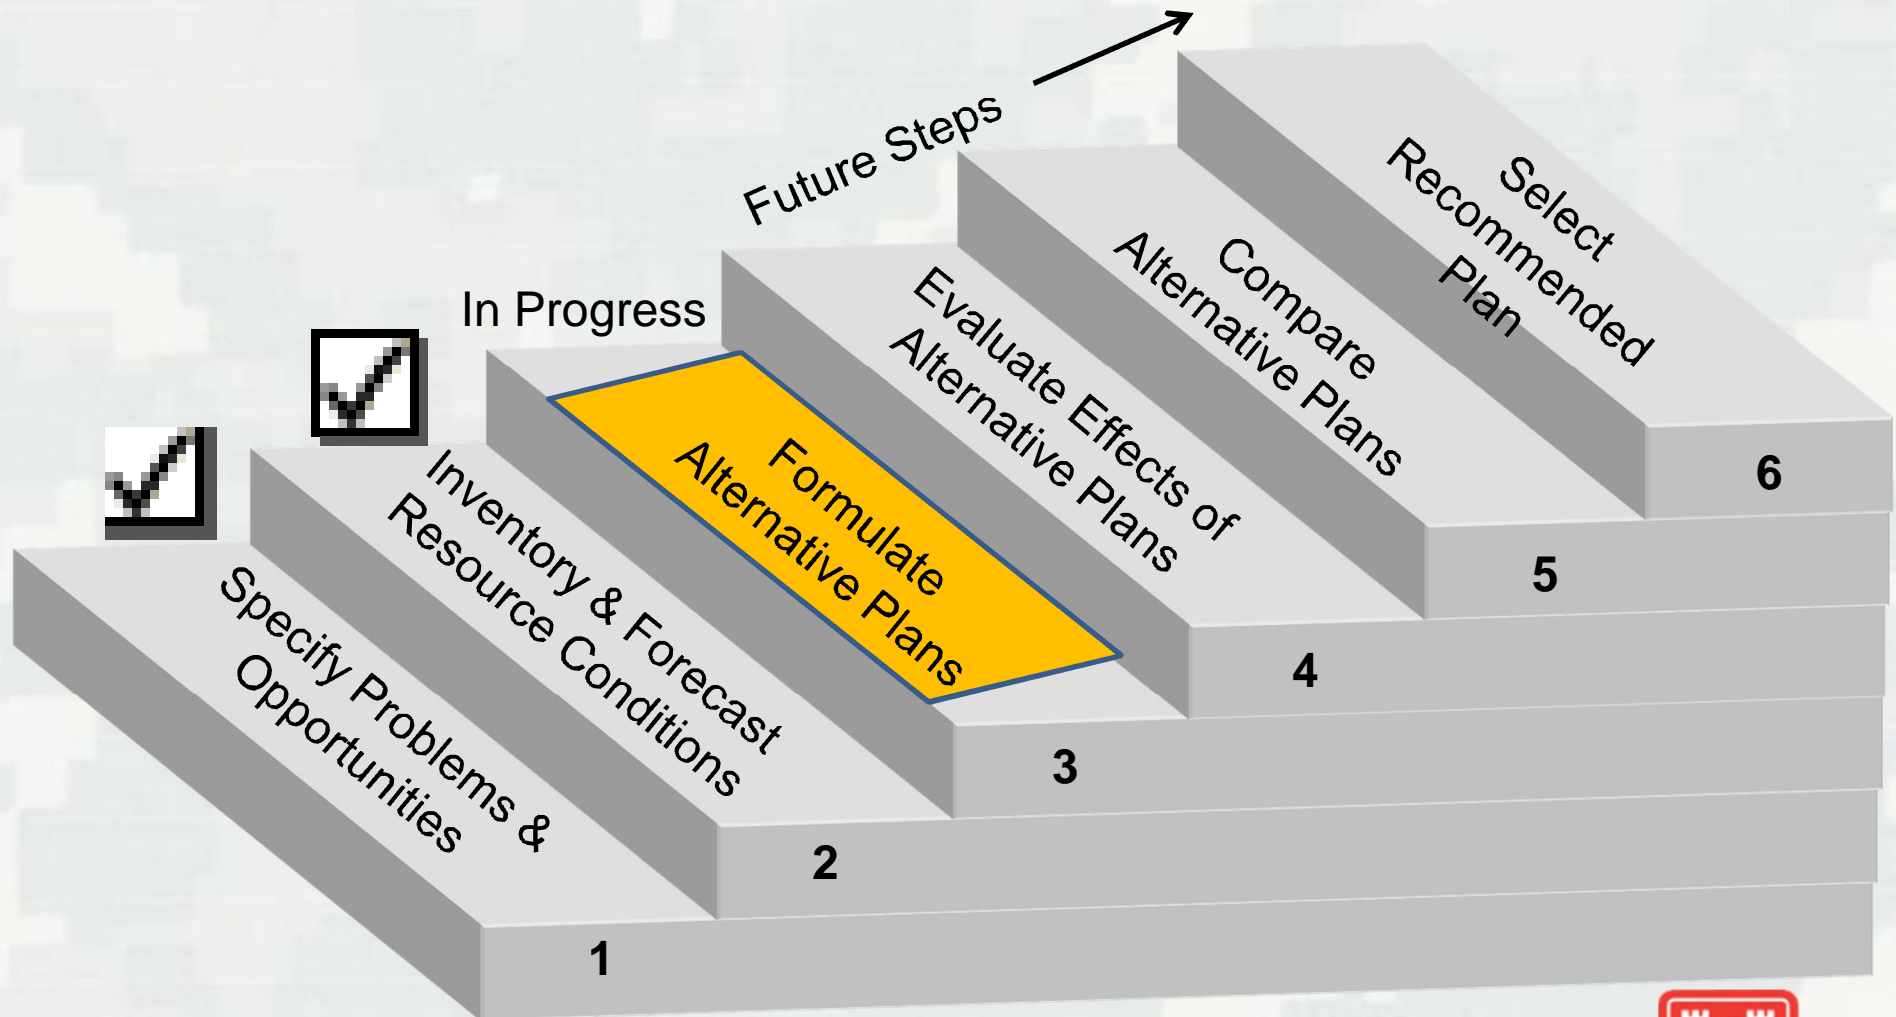 Future Steps
In Progress
Specify Problems &
Opportunities
1
Inventory & Forecast
Resource Conditions
2
Formulate
Alternative Plans
3
Evaluate Effects of
Alternative Plans
4
Compare
Alternative Plans
5
Select
Recommended
Plan
6